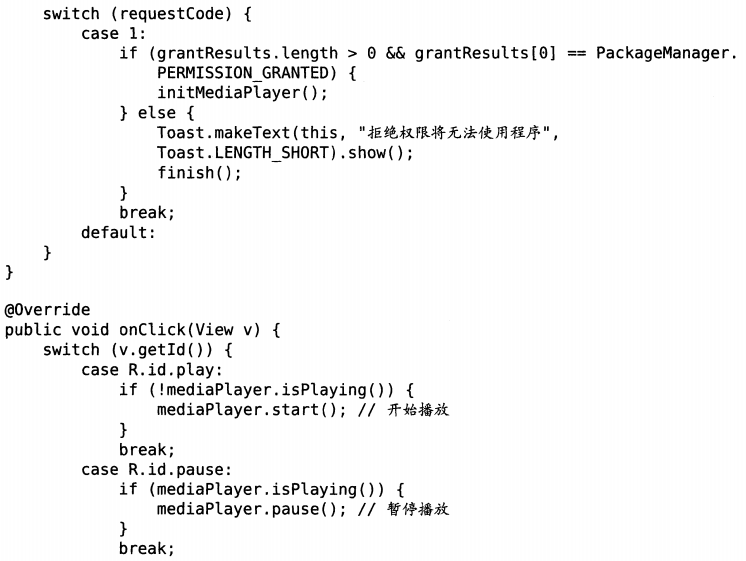 switch (requestCode) {
        case 1:
            if (grantResults.length > 0 && grantResults[0] == PackageManager.
                PERMISSION_GRANTED) {
                initMediaPlayer();
            } else {
                Toast.makeText(this, "拒绝权限将无法使用程序",
                Toast.LENGTH_SHORT).show();
                finish();
            }
            break;
        default:
    }
}

@Override
public void onClick(View v) {
    switch (v.getId()) {
        case R.id.play:
            if (!mediaPlayer.isPlaying()) {
                mediaPlayer.start(); // 开始播放
            }
            break;
        case R.id.pause:
            if (mediaPlayer.isPlaying()) {
                mediaPlayer.pause(); // 暂停播放
            }
            break;